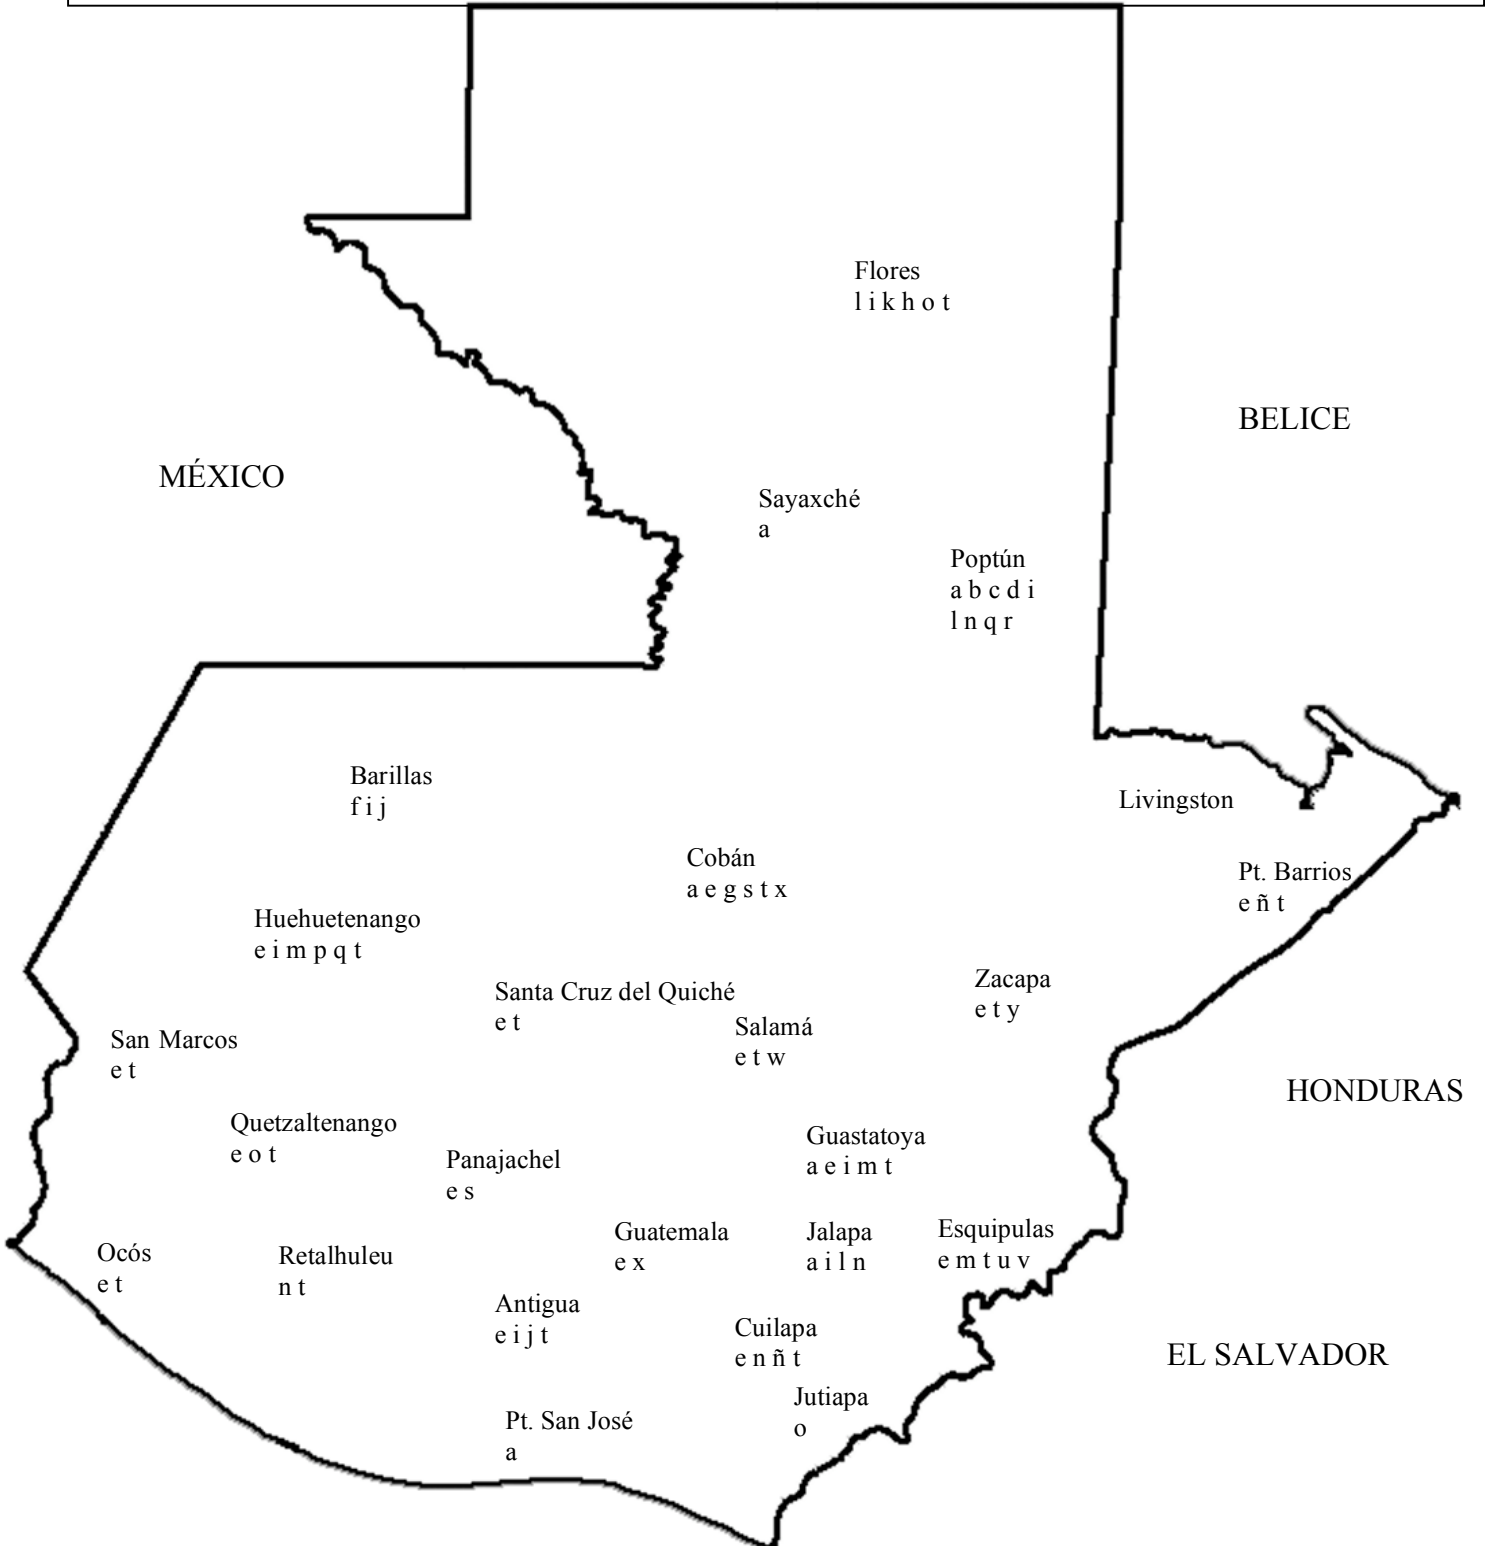 Flores
l i k h o t
BELICE
MÉXICO
Sayaxché
a
Poptún
a b c d i
l n q r
Barillas
f i j
Livingston
Cobán
a e g s t x
Pt. Barrios
e ñ t
Huehuetenango
e i m p q t
Zacapa
e t y
Santa Cruz del Quiché
e t
Salamá
e t w
San Marcos
e t
HONDURAS
Quetzaltenango
e o t
Guastatoya
a e i m t
Panajachel
e s
Guatemala
e x
Jalapa
a i l n
Esquipulas
e m t u v
Ocós
e t
Retalhuleu
n t
Antigua
e i j t
Cuilapa
e n ñ t
EL SALVADOR
Jutiapa
o
Pt. San José
a